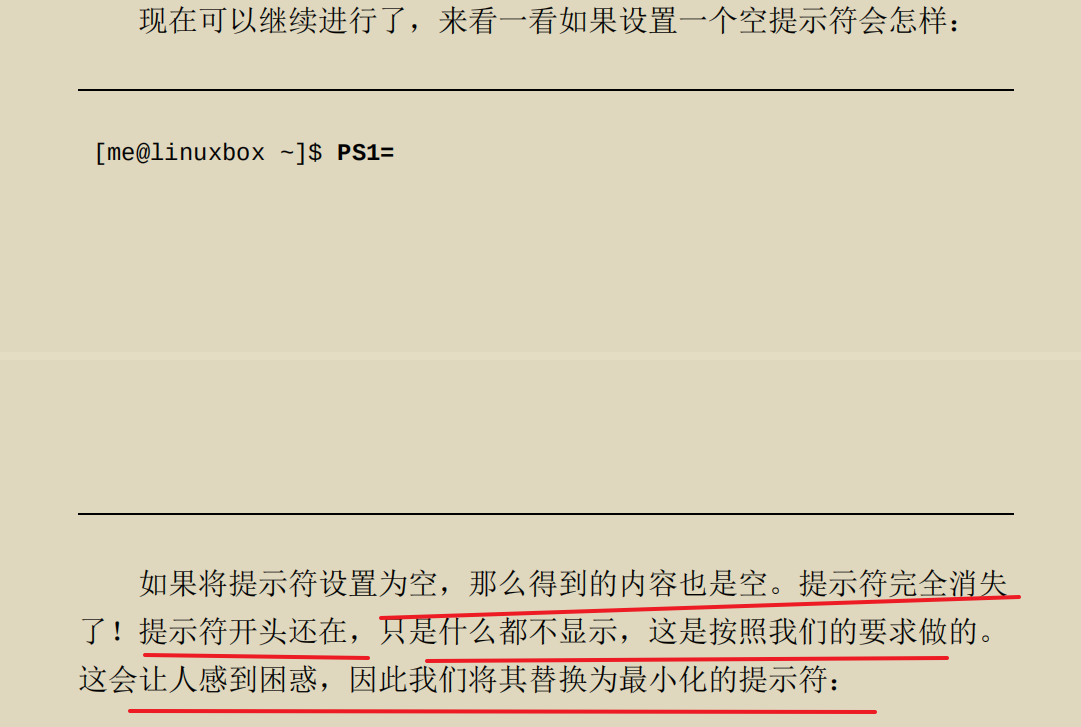 现在可以继续进行了，来看一看如果设置一个空提示符会怎样：
[me@linuxbox ~]$ PS1=
如果将提示符设置为空，那么得到的内容也是空。提示符完全消失
了！提示符开头还在，只是什么都不显示，这是按照我们的要求做的。
这会让人感到困惑，因此我们将其替换为最小化的提示符：